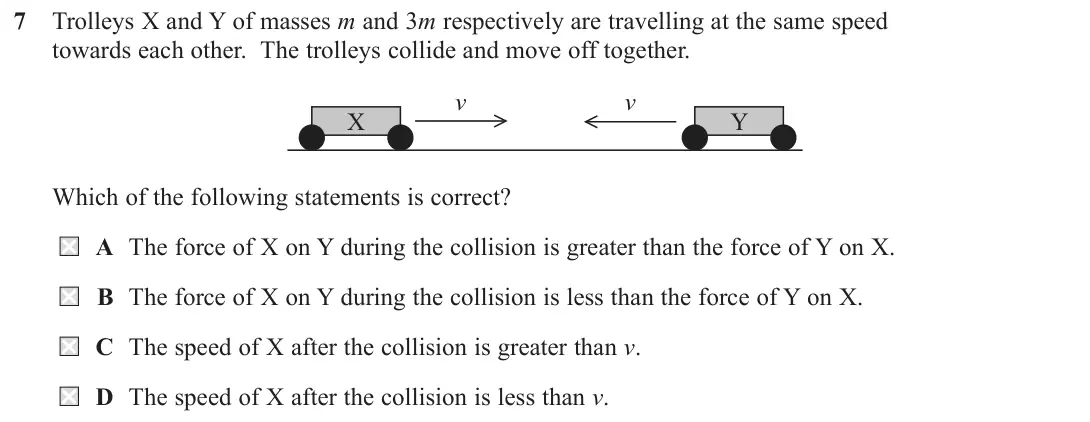 7 Trolleys X and Y of masses m and 3m respectively are travelling at the same speed
towards each other. The trolleys collide and move off together.
v v
X Y
Which of the following statements is correct?
A The force of X on Y during the collision is greater than the force of Y on X.
B The force of X on Y during the collision is less than the force of Y on X.
C The speed of X after the collision is greater than v.
D The speed of X after the collision is less than v.